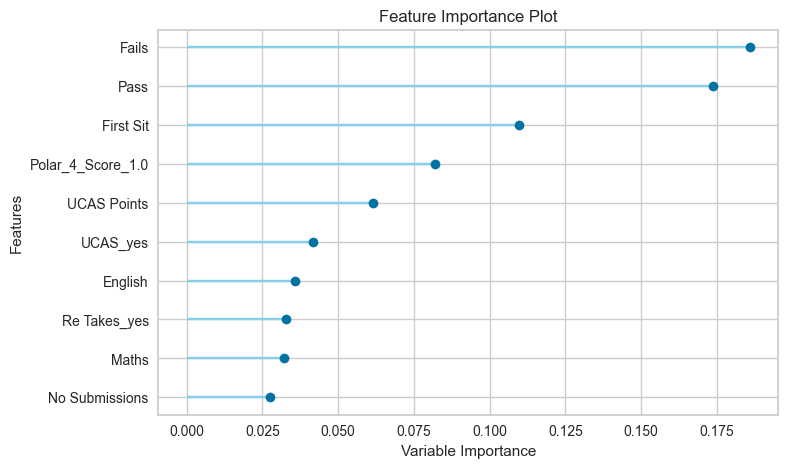 Feature Importance Plot
Fails
Pass
First Sit
Polar_4_Score_1.0
UCAS Points
UCAS_yes
English
Re Takes_yes
Maths
No Submissions
Features
0.000 0.025 0.050 0.075 0.100 0.125 0.150 0.175
Variable Importance